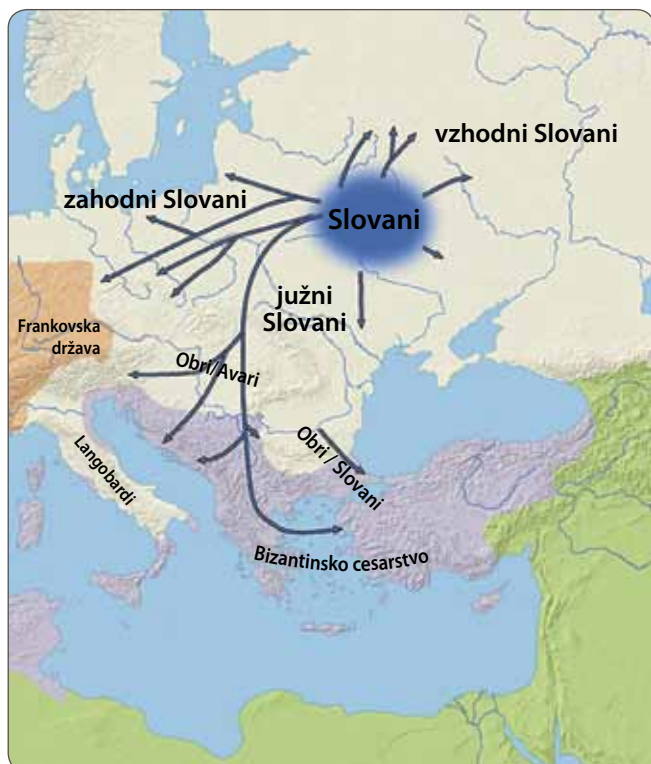 vzhodni Slovani
zahodni Slovani
Slovani
južni
Slovani
Frankovska
država
Obri/Avari
Langobardi
Obri / Slovani
Bizantinsko cesarstvo